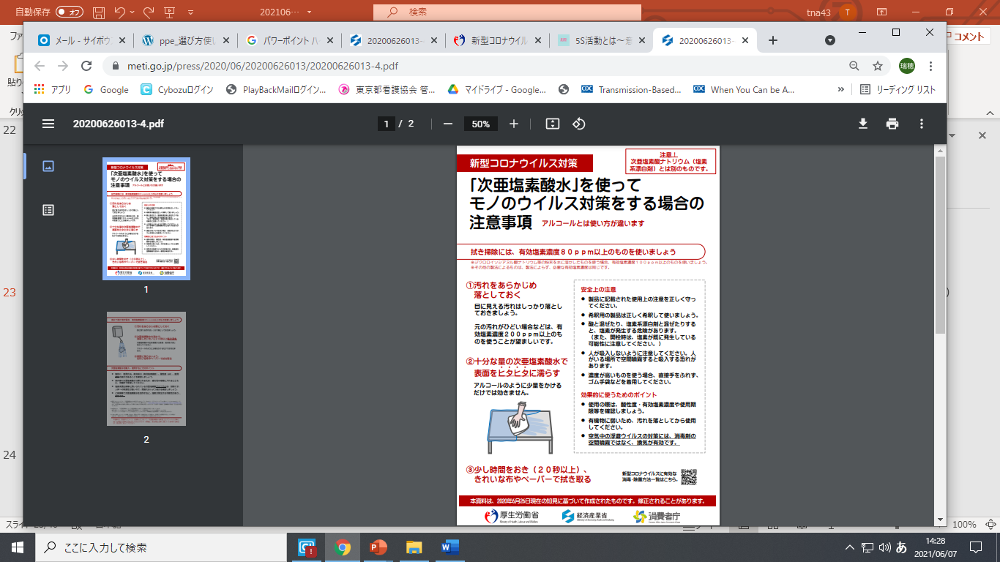 自動保存 オフ
202106…
検索
tna43
T
ファ
コメント
貼り
クリッ
メール - サイボウ
ppe_選び方使い
パワーポイント ハ
20200626013-
新型コロナウイル
5S活動とは～意
20200626013-
meti.go.jp/press/2020/06/20200626013/20200626013-4.pdf
瑞穂
アプリ
Google
Cybozuログイン
PlayBackMailログイン...
東京都看護協会 管...
マイドライブ - Google...
Transmission-Based...
When You Can be A...
»
リーディング リスト
20200626013-4.pdf
1 / 2
50%
22
23
24
1
2
新型コロナウイルス対策
注意！
次亜塩素酸ナトリウム（塩素
系漂白剤）とは別のものです。
「次亜塩素酸水」を使って
モノのウイルス対策をする場合の
注意事項 アルコールとは使い方が違います
拭き掃除には、有効塩素濃度８０ｐｐｍ以上のものを使いましょう
※ジクロロイソシアヌル酸ナトリウム等の粉末を水に溶かしたものを使う場合、有効塩素濃度１００ｐｐｍ以上のものを使いましょう。
※その他の製法によるものは、製法によらず、必要な有効塩素濃度は同じです。
①汚れをあらかじめ
落としておく
目に見える汚れはしっかり落とし
ておきましょう。
元の汚れがひどい場合などは、有
効塩素濃度２００ｐｐｍ以上のも
のを使うことが望ましいです。
②十分な量の次亜塩素酸水で
表面をヒタヒタに濡らす
アルコールのように少量をかける
だけでは効きません。
③少し時間をおき（２０秒以上）、
きれいな布やペーパーで拭き取る
安全上の注意
● 製品に記載された使用上の注意を正しく守っ
てください。
● 希釈用の製品は正しく希釈して使いましょう。
● 酸と混ぜたり、塩素系漂白剤と混ぜたりする
と、塩素が発生する危険があります。
（また、開栓時は、塩素が既に発生している
可能性に注意してください。）
● 人が吸入しないように注意してください。人
がいる場所で空間噴霧すると吸入する恐れが
あります。
● 濃度が高いものを使う場合、直接手をふれず、
ゴム手袋などを着用してください。
効果的に使うためのポイント
● 使用の際は、酸性度・有効塩素濃度や使用期
限等を確認しましょう。
● 有機物に弱いため、汚れを落としてから使用
してください。
● 空気中の浮遊ウイルスの対策には、消毒剤の
空間噴霧ではなく、換気が有効です。
新型コロナウイルスに有効な
消毒・除菌方法一覧はこちら。
本資料は、2020年6月26日現在の知見に基づいて作成されたものです。修正されることがあります。
厚生労働省
経済産業省
消費者庁
100%
ここに入力して検索
あ
14:28
2021/06/07